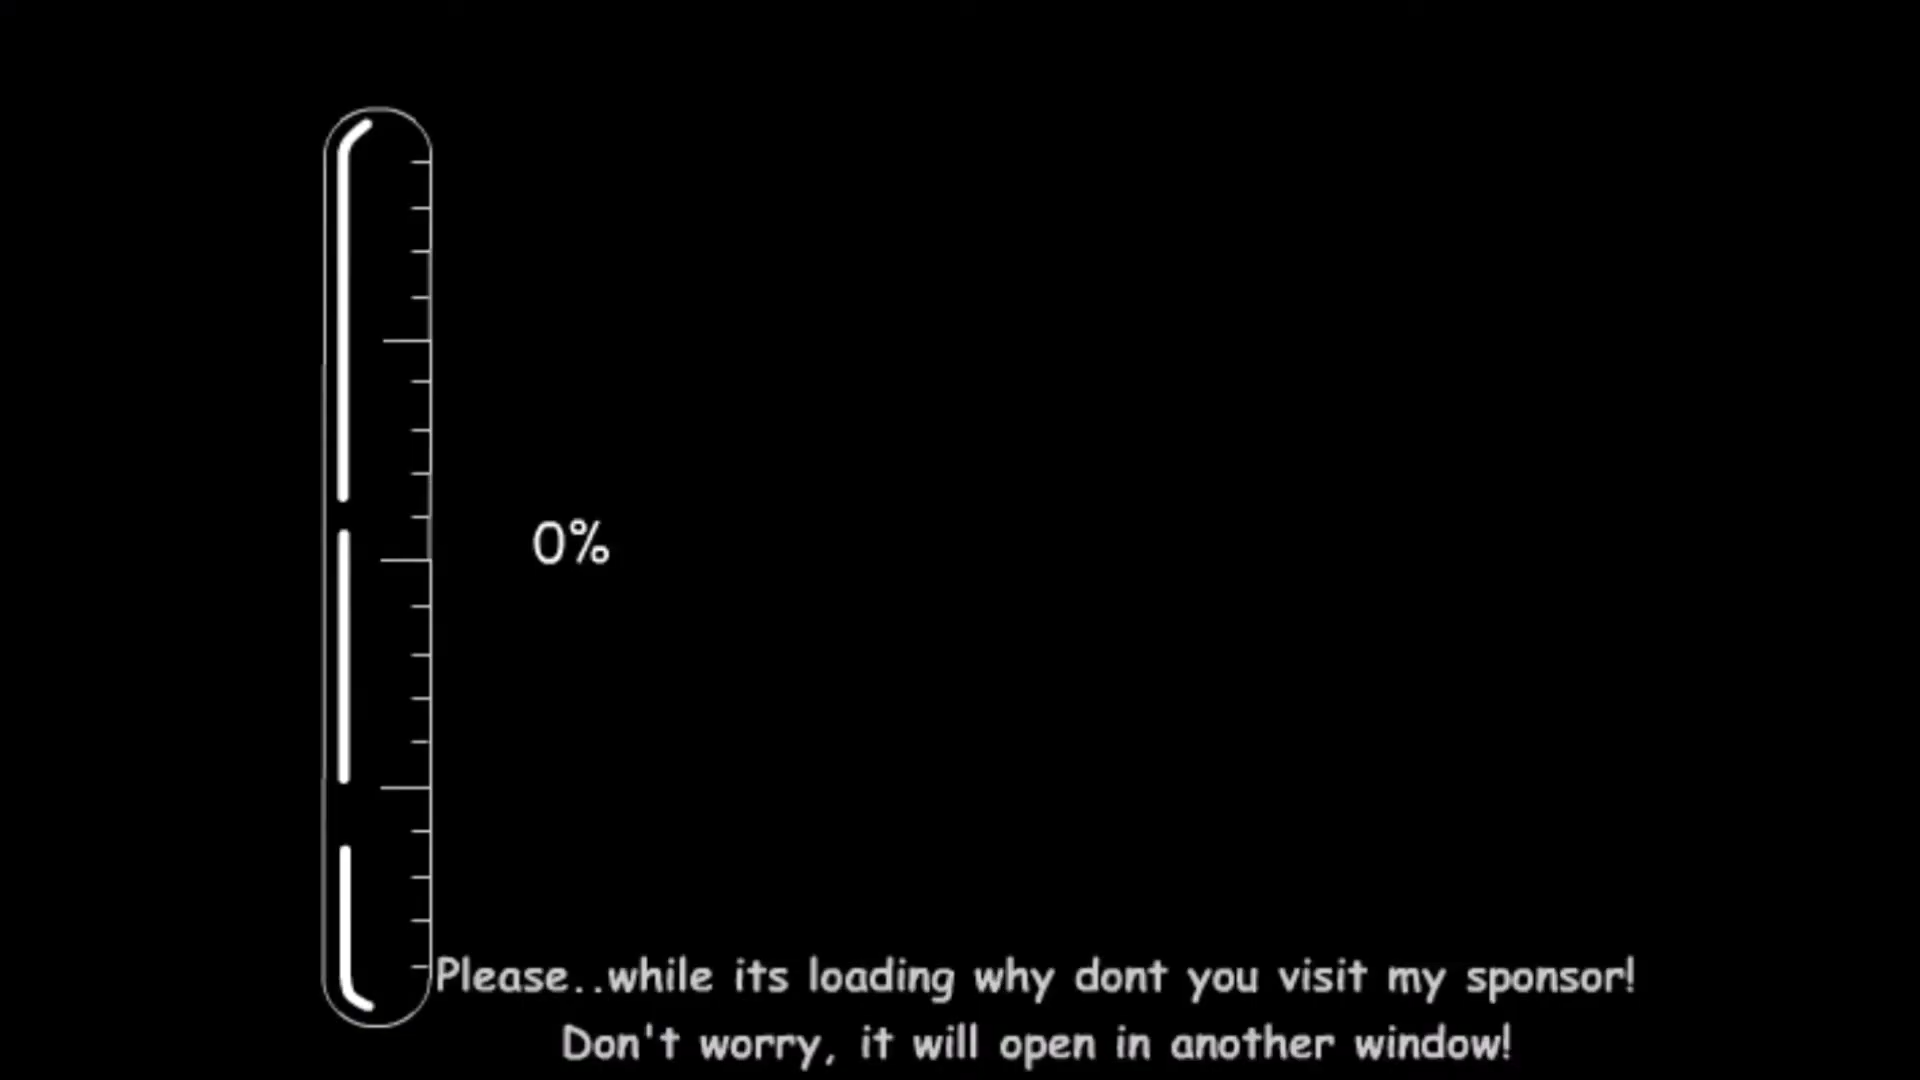 0%
Please..while its loading why dont you visit my sponsor!
Don't worry, it will open in another window!